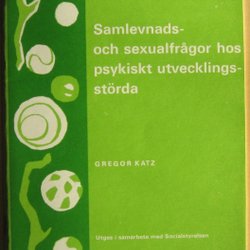 Samlevnads-
och sexualfrågor hos
psykiskt utvecklings-
störda
GREGOR KATZ
Utges i samarbete med Socialstyrelsen